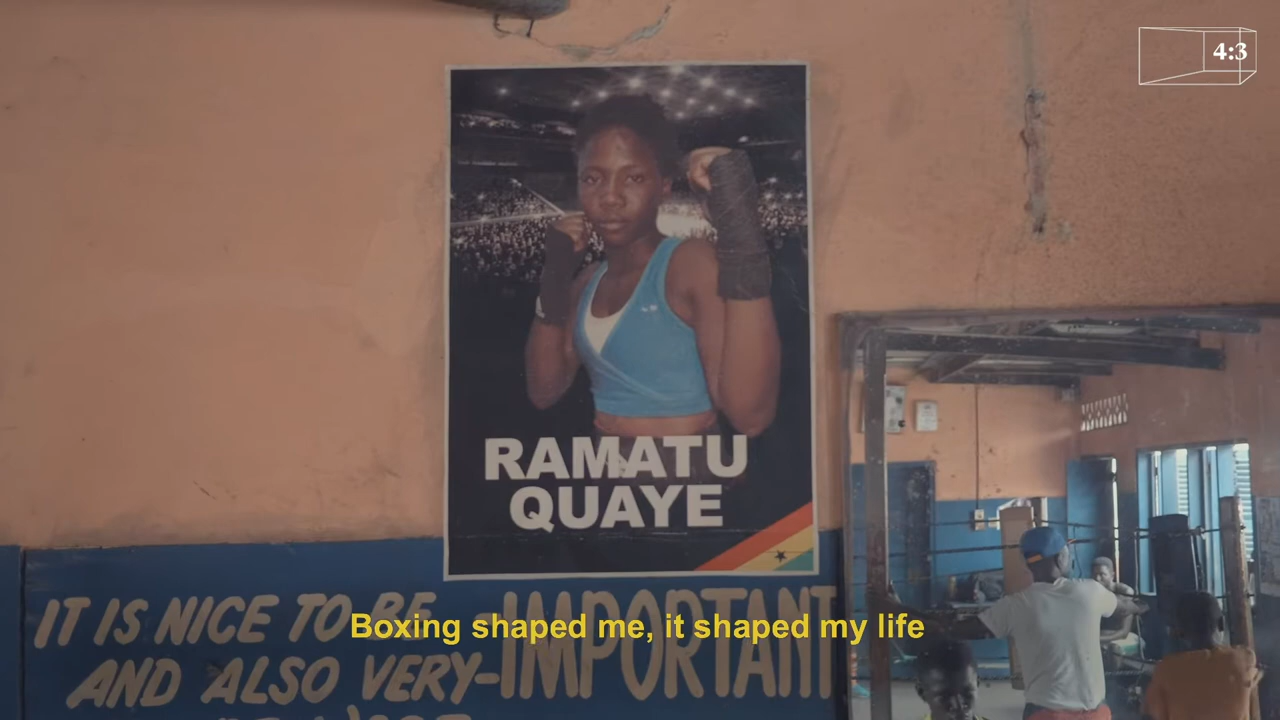 4:3
RAMATU
QUAYE
IT IS NICE TO BE
AND ALSO VERY-IMPORTANT
Boxing shaped me, it shaped my life